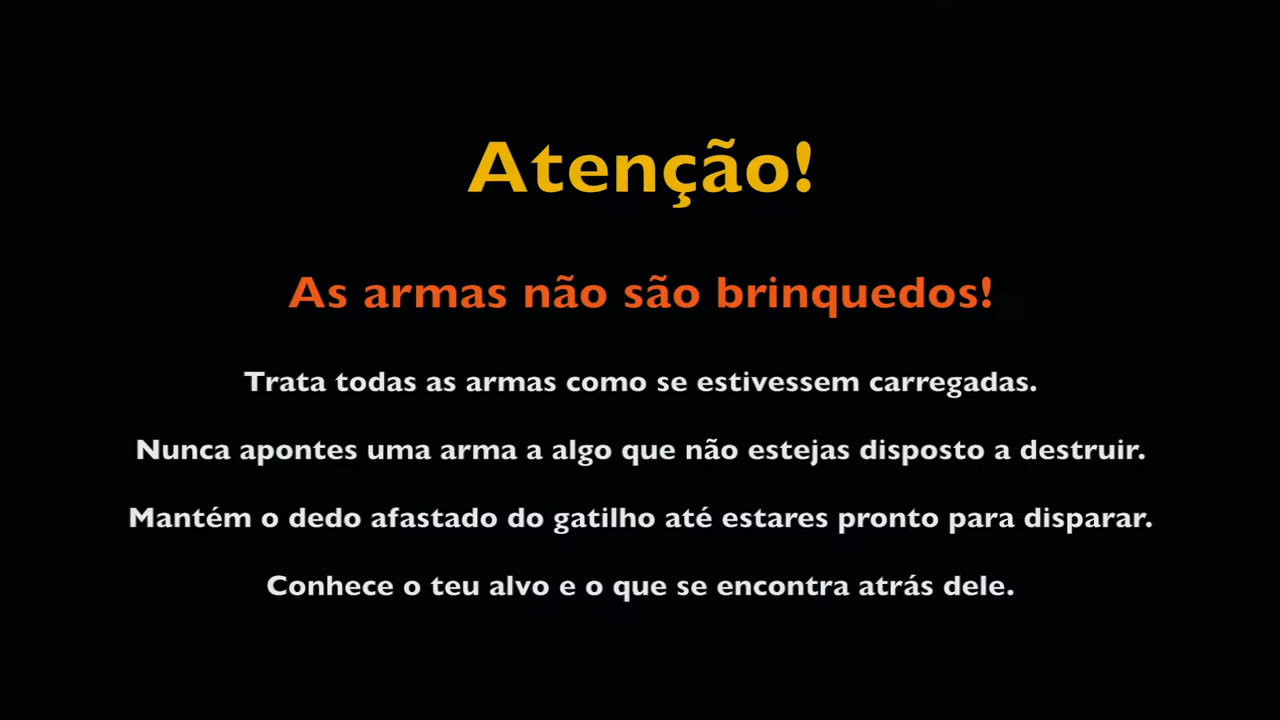 Atenção!
As armas não são brinquedos!
Trata todas as armas como se estivessem carregadas.
Nunca apontes uma arma a algo que não estejas disposto a destruir.
Mantém o dedo afastado do gatilho até estares pronto para disparar.
Conhece o teu alvo e o que se encontra atrás dele.